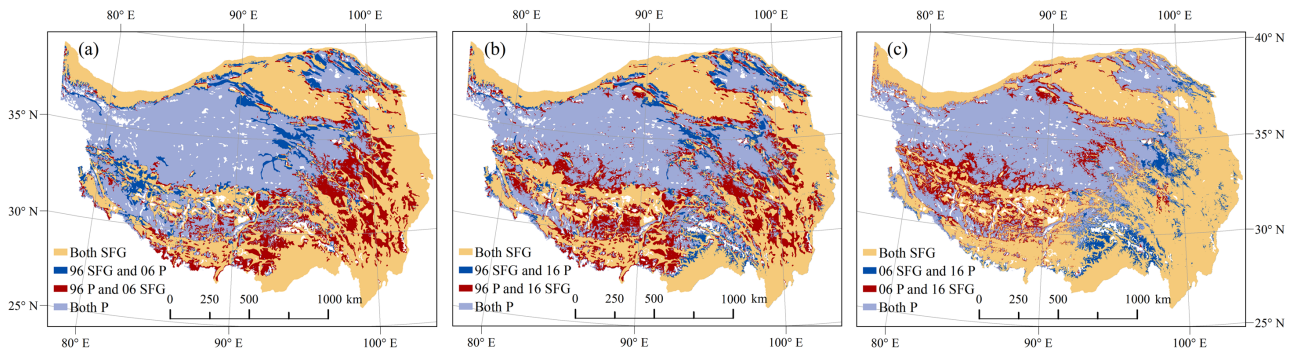 80° E 90° E 100° E 80° E 90° E 100° E 80° E 90° E 100° E
(a) (b) (c)
40° N
35° N
35° N
30° N
30° N
25° N
25° N
Both SFG
96 SFG and 06 P
96 P and 06 SFG
Both P
0 250 500 1000 km
Both SFG
96 SFG and 16 P
96 P and 16 SFG
Both P
0 250 500 1000 km
Both SFG
06 SFG and 16 P
06 P and 16 SFG
Both P
0 250 500 1000 km
80° E 90° E 100° E 80° E 90° E 100° E 80° E 90° E 100° E